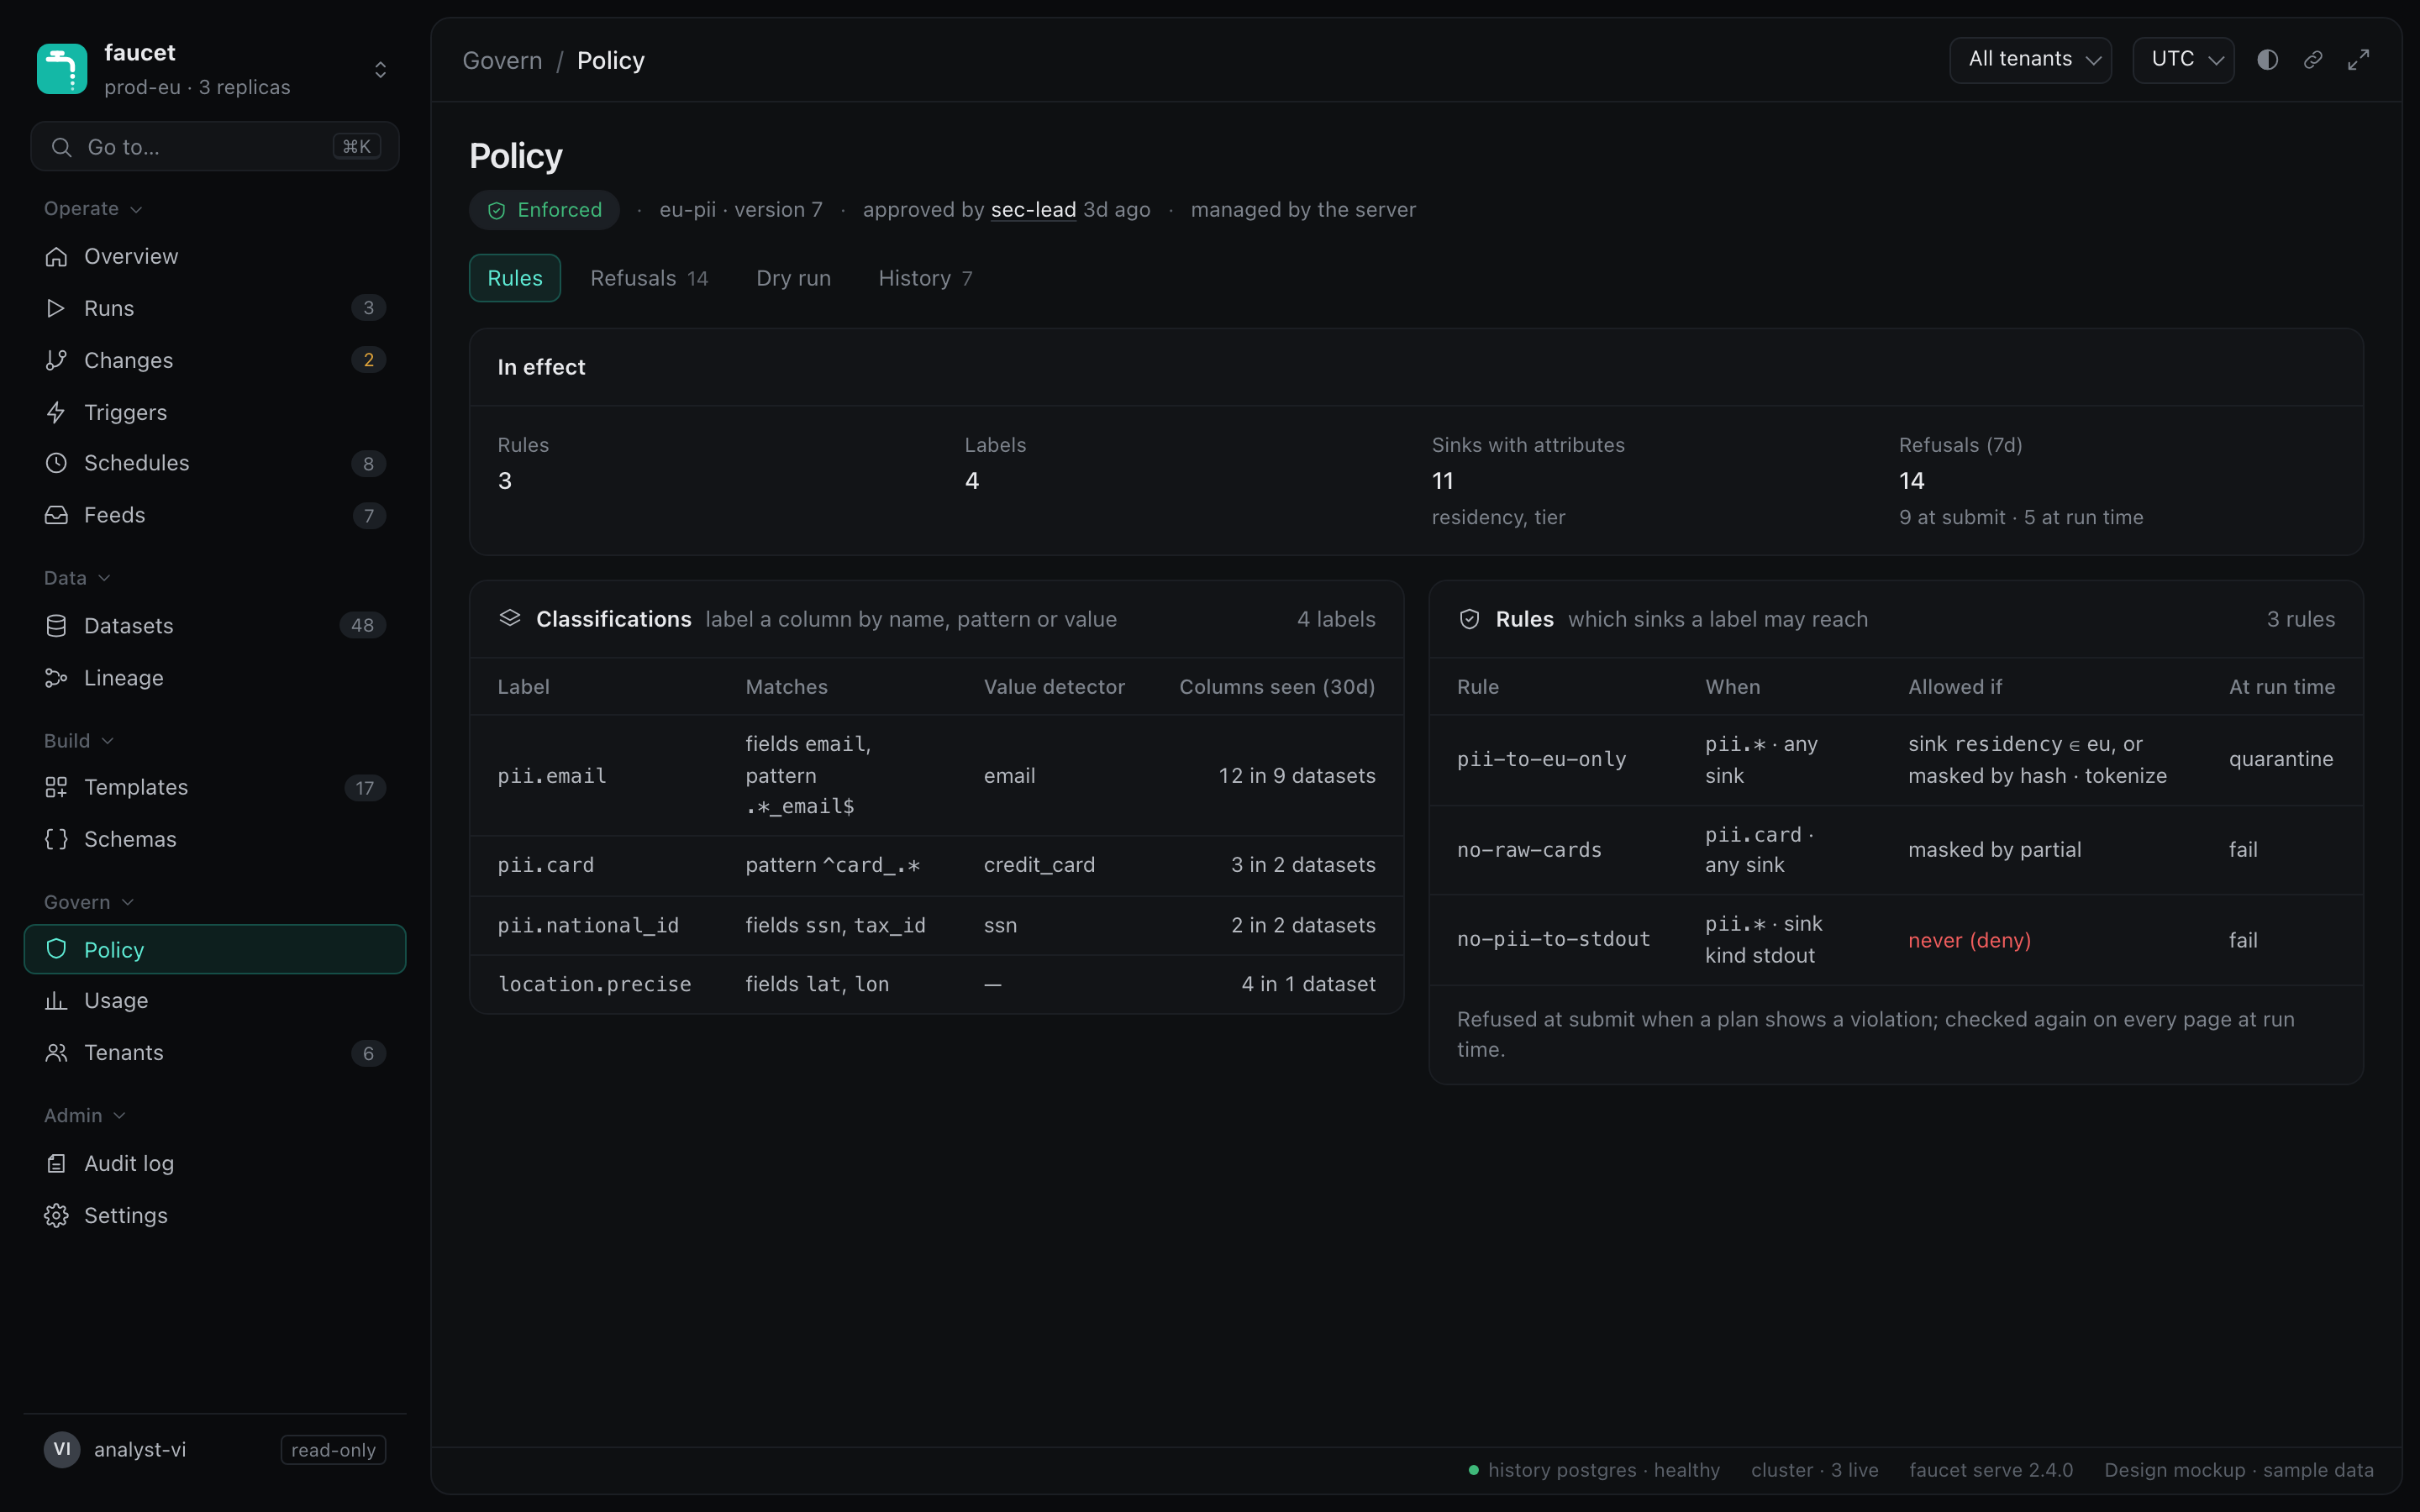 faucet
prod-eu · 3 replicas
Go to...
⌘K
Operate
Overview
Runs 3
Changes 2
Triggers
Schedules 8
Feeds 7
Data
Datasets 48
Lineage
Build
Templates 17
Schemas
Govern
Policy
Usage
Tenants 6
Admin
Audit log
Settings
VI analyst-vi read-only
Govern / Policy
All tenants
UTC
Policy
Enforced · eu-pii · version 7 · approved by sec-lead 3d ago · managed by the server
Rules Refusals 14 Dry run History 7
In effect
Rules Labels Sinks with attributes Refusals (7d)
3 4 11 14
residency, tier 9 at submit · 5 at run time
Classifications label a column by name, pattern or value 4 labels
Label Matches Value detector Columns seen (30d)
fields email,
pii.email pattern email 12 in 9 datasets
.*_email$
pii.card pattern ^card_.* credit_card 3 in 2 datasets
pii.national_id fields ssn, tax_id ssn 2 in 2 datasets
location.precise fields lat, lon — 4 in 1 dataset
Rules which sinks a label may reach 3 rules
Rule When Allowed if At run time
pii-to-eu-only pii.* · any sink residency ∈ eu, or quarantine
sink masked by hash · tokenize
no-raw-cards pii.card · masked by partial fail
any sink
no-pii-to-stdout pii.* · sink never (deny) fail
kind stdout
Refused at submit when a plan shows a violation; checked again on every page at run
time.
history postgres · healthy cluster · 3 live faucet serve 2.4.0 Design mockup · sample data